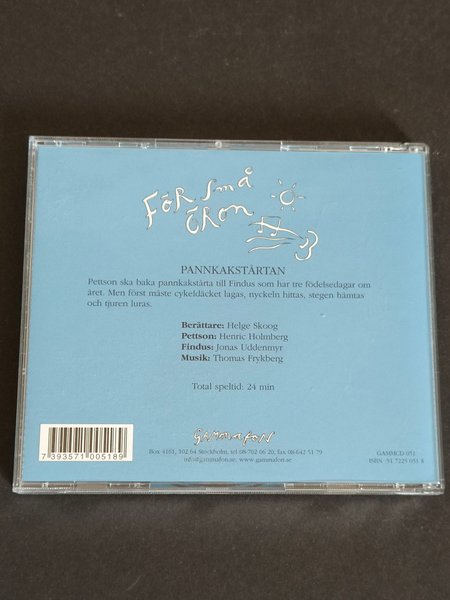 För små
öron
PANNKAKSTÅRTAN
Pettson ska baka pannkakstårta till Findus som har tre födelsedagar om
året. Men först måste cykeldäcket lagas, nyckeln hittas, stegen hämtas
och tjuren luras.
Berättare: Helge Skoog
Pettson: Henric Holmberg
Findus: Jonas Uddenmyr
Musik: Thomas Frykberg
Total speltid: 24 min
GAMMAFON
Box 4161, 102 64 Stockholm, tel 08-702 06 20, fax 08-642 51 79
info@gammafon.se, www.gammafon.se
7 393571 005189
GAMMCD 051
ISBN 91 7225 051 8